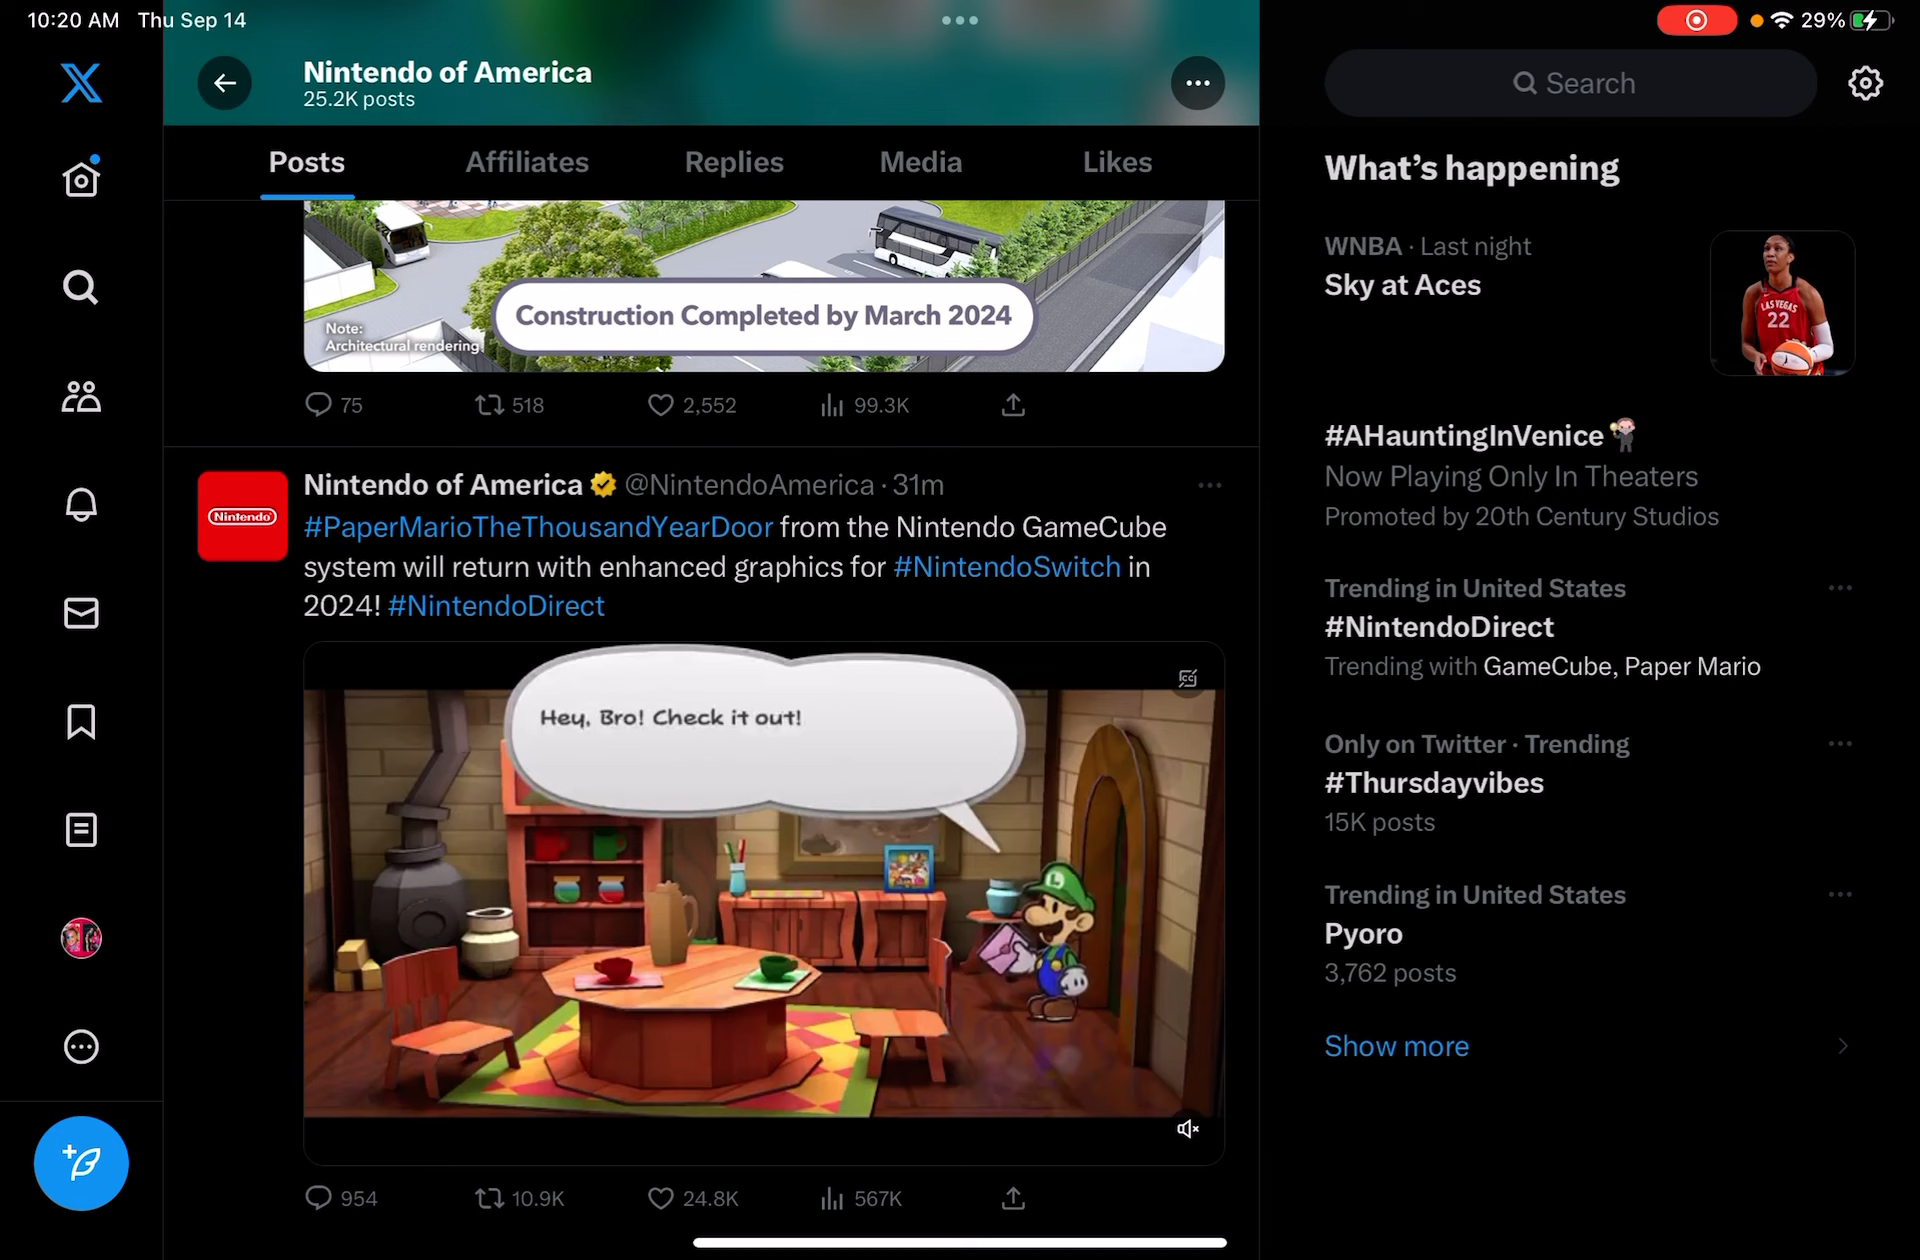 10:20 AM Thu Sep 14
29%
Nintendo of America
25.2K posts
Search
Posts Affiliates Replies Media Likes
Note:
Architectural rendering
Construction Completed by March 2024
75 518 2,552 99.3K
Nintendo of America @NintendoAmerica · 31m
Nintendo
#PaperMarioTheThousandYearDoor from the Nintendo GameCube
system will return with enhanced graphics for #NintendoSwitch in
2024! #NintendoDirect
CC
Hey, Bro! Check it out!
L
954 10.9K 24.8K 567K
What's happening
WNBA · Last night
Sky at Aces
LAS VEGAS
22
#AHauntingInVenice
Now Playing Only In Theaters
Promoted by 20th Century Studios
Trending in United States
#NintendoDirect
Trending with GameCube, Paper Mario
Only on Twitter · Trending
#Thursdayvibes
15K posts
Trending in United States
Pyoro
3,762 posts
Show more